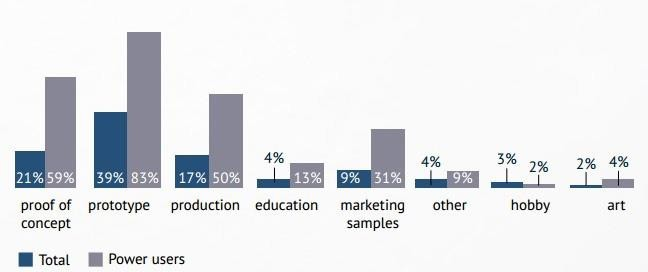 3%
2%
2%
4%
4%
4%
21% 59%
39% 83%
17% 50%
13%
9% 31%
9%
proof of
concept
prototype
production
education
marketing
samples
other
hobby
art
Total
Power users